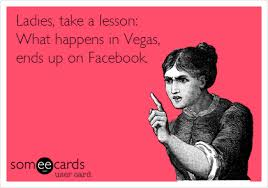 Ladies, take a lesson:
What happens in Vegas,
ends up on Facebook.
someecards
user card